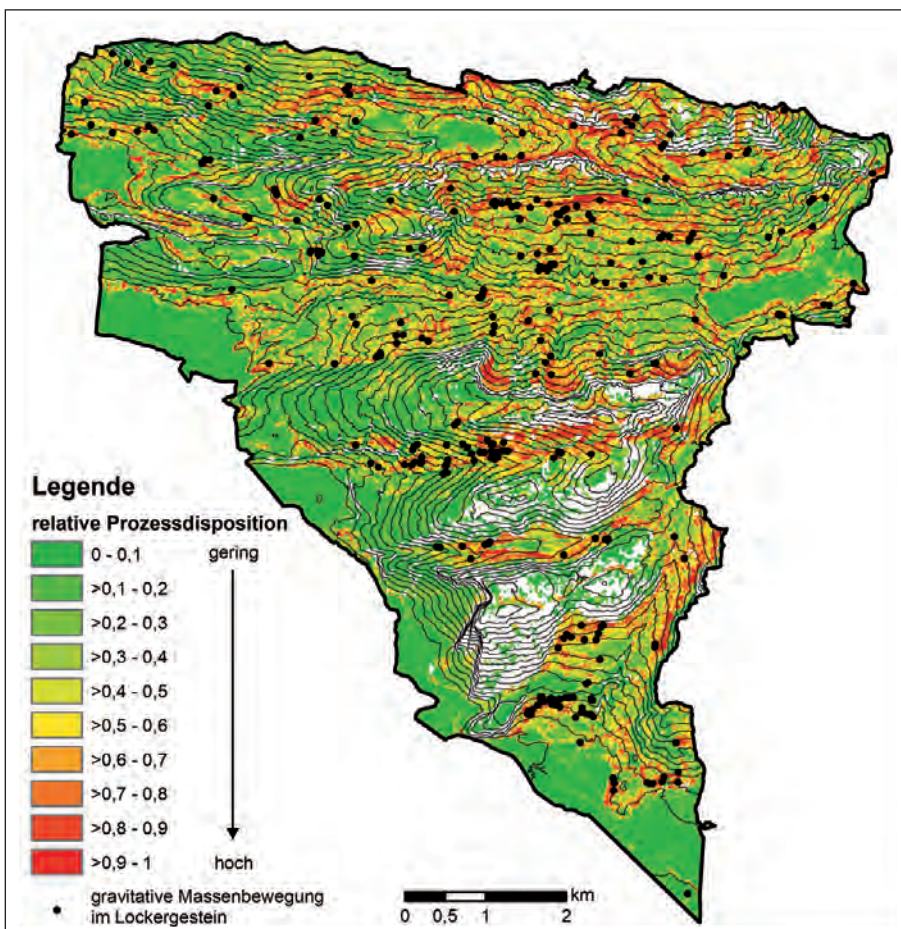 Legende
relative Prozessdisposition
0 - 0,1 gering
>0,1 - 0,2
>0,2 - 0,3
>0,3 - 0,4
>0,4 - 0,5
>0,5 - 0,6
>0,6 - 0,7
>0,7 - 0,8
>0,8 - 0,9
>0,9 - 1 hoch
gravitative Massenbewegung
im Lockergestein
km
0 0,5 1 2